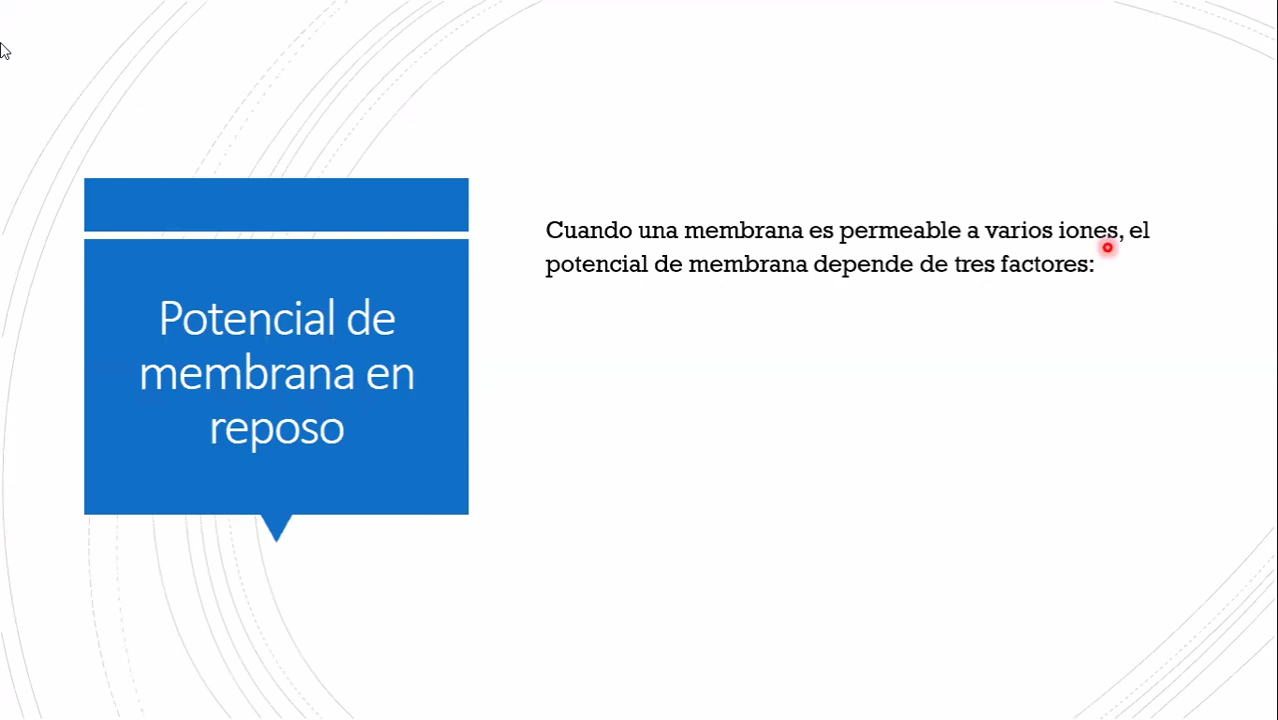 Potencial de
membrana en
reposo
Cuando una membrana es permeable a varios iones, el
potencial de membrana depende de tres factores: